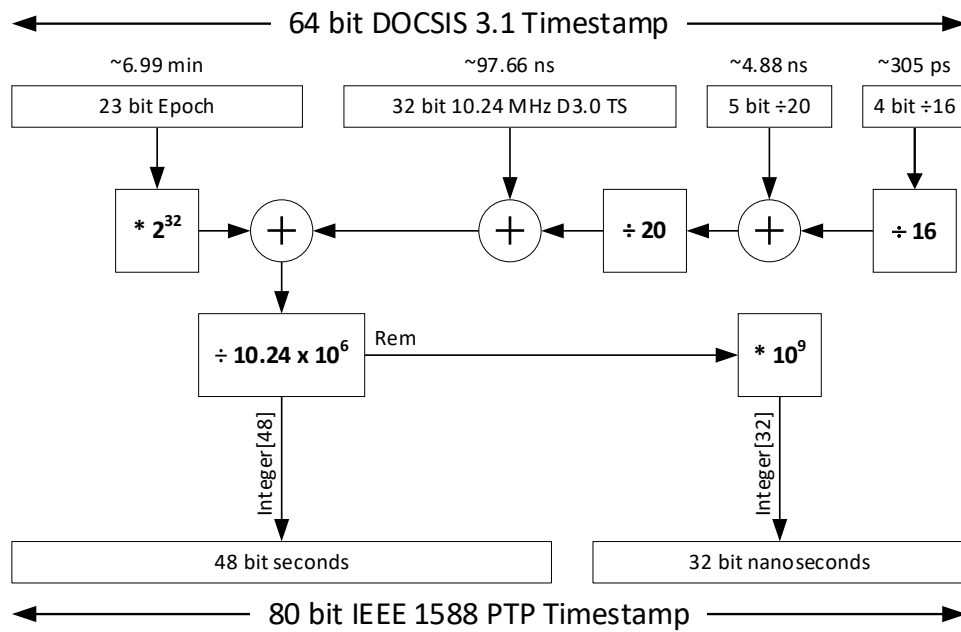 64 bit DOCSIS 3.1 Timestamp
~6.99 min
~97.66 ns
~4.88 ns
~305 ps
23 bit Epoch
32 bit 10.24 MHz D3.0 TS
5 bit ÷20
4 bit ÷16
* 2³²
+
+
÷ 20
+
÷ 16
÷ 10.24 x 10⁶
Rem
* 10⁹
Integer[48]
Integer[32]
48 bit seconds
32 bit nanoseconds
80 bit IEEE 1588 PTP Timestamp